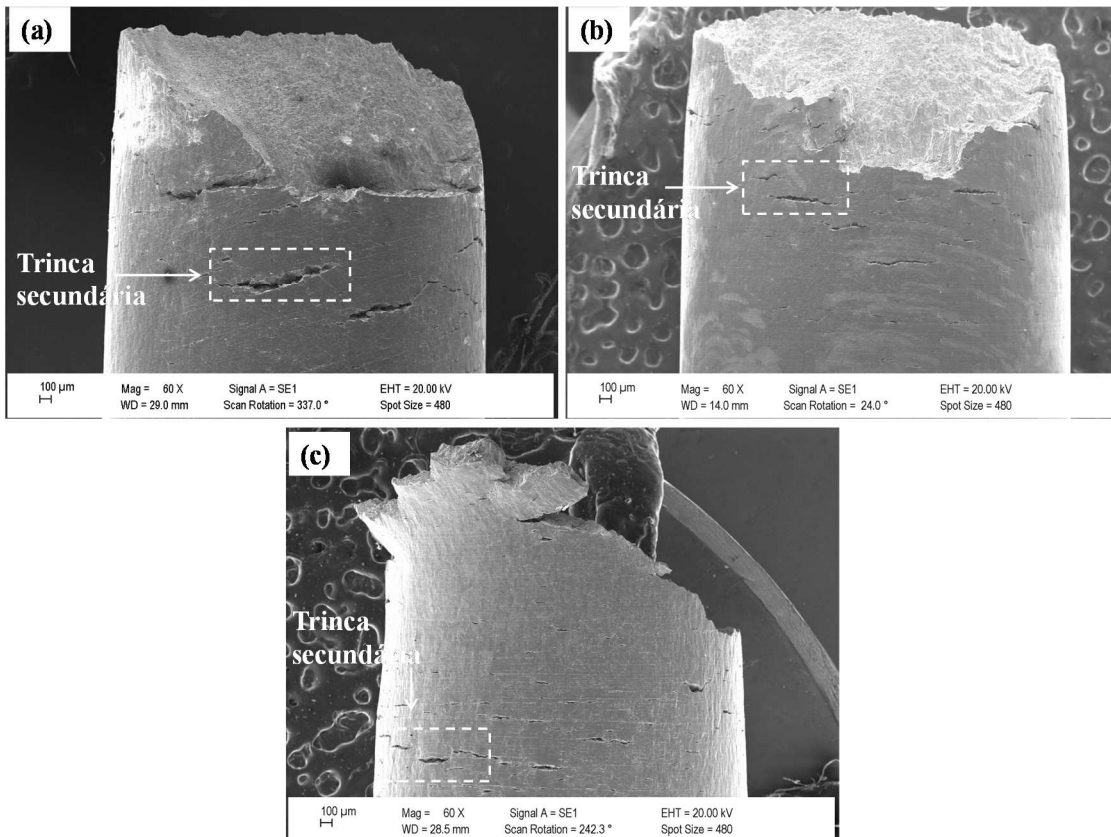 (a)
Trinca
secundária
100 µm
Mag = 60 X Signal A = SE1 EHT = 20.00 kV
WD = 29.0 mm Scan Rotation = 337.0 ° Spot Size = 480
(b)
Trinca
secundária
100 µm
Mag = 60 X Signal A = SE1 EHT = 20.00 kV
WD = 14.0 mm Scan Rotation = 24.0 ° Spot Size = 480
(c)
Trinca
secundária
100 µm
Mag = 60 X Signal A = SE1 EHT = 20.00 kV
WD = 28.5 mm Scan Rotation = 242.3 ° Spot Size = 480